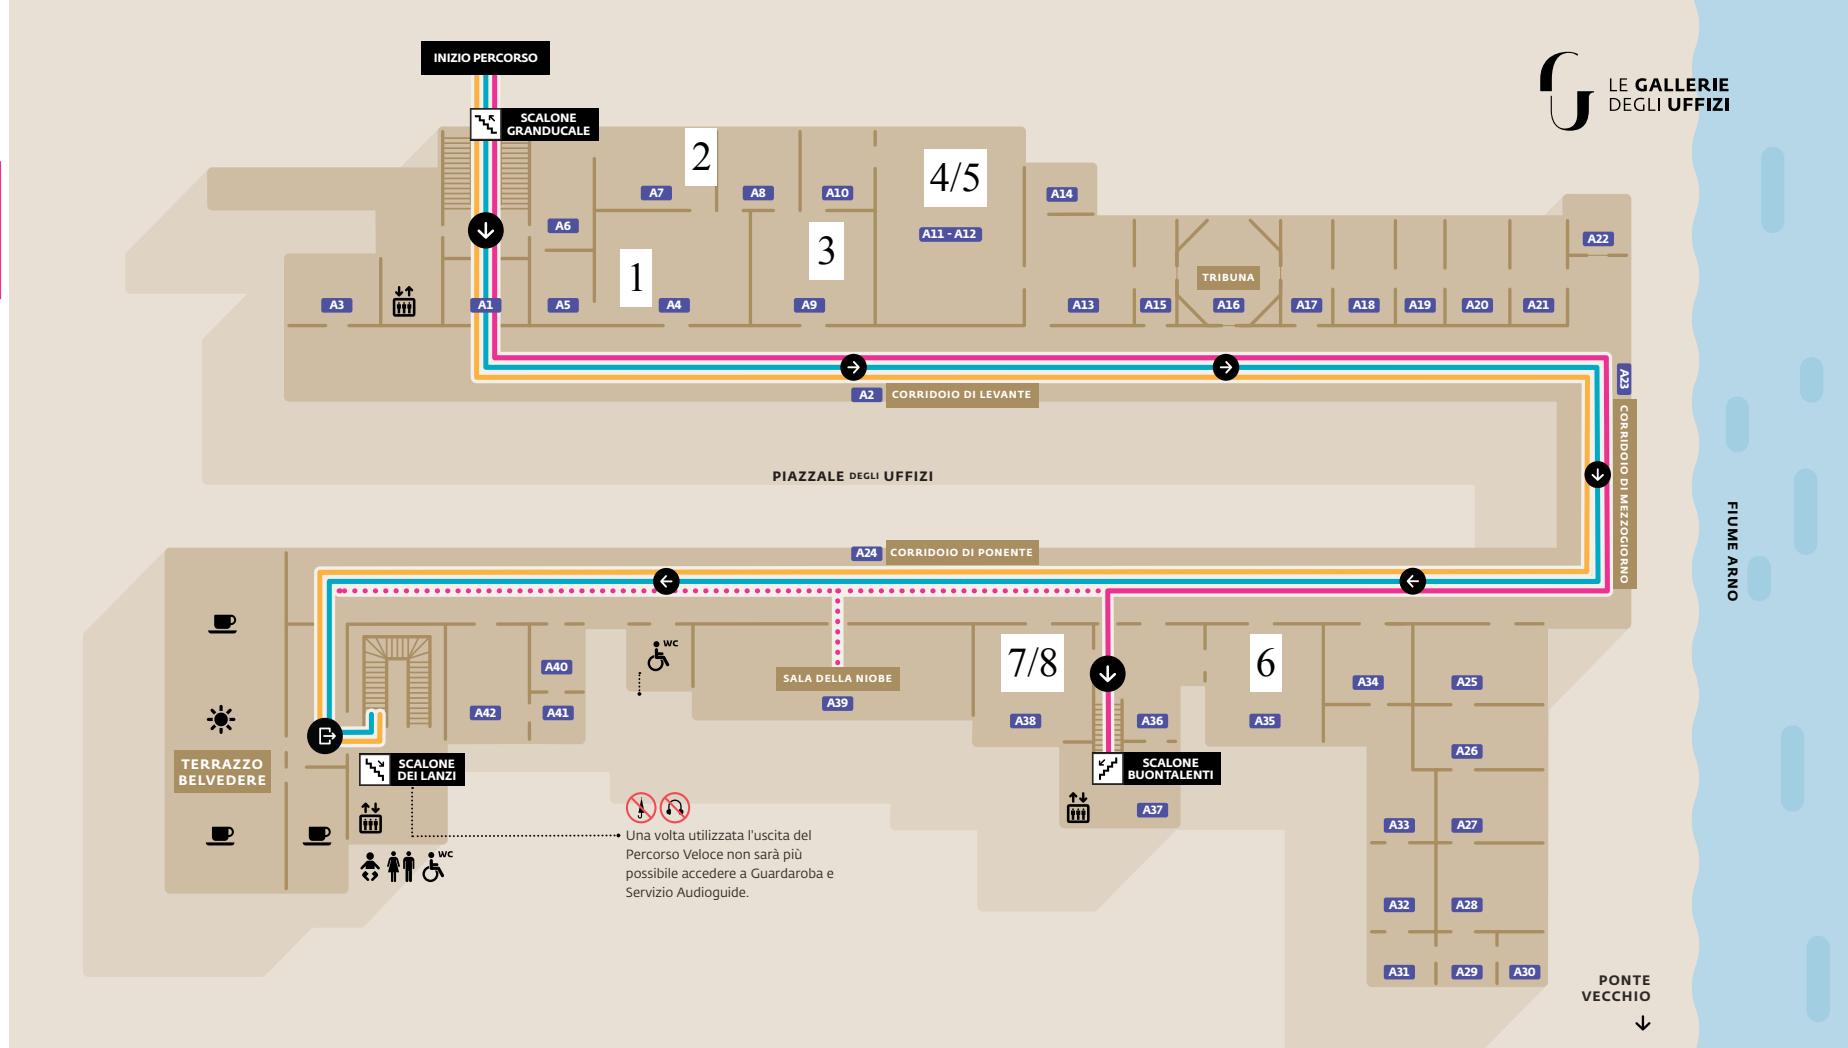 INIZIO PERCORSO
SCALONE
GRANDUCALE
LE GALLERIE
DEGLI UFFIZI
2
4/5
A7
A8
A10
A14
A6
A11 - A12
A22
1
3
TRIBUNA
A3
A1
A5
A4
A9
A13
A15
A16
A17
A18
A19
A20
A21
A23
A2
CORRIDOIO DI LEVANTE
CORRIDOIO DI MEZZOGIORNO
PIAZZALE DEGLI UFFIZI
FIUME ARNO
A24
CORRIDOIO DI PONENTE
WC
7/8
6
A40
SALA DELLA NIOBE
A34
A25
A42
A41
A39
A38
A36
A35
A26
TERRAZZO
BELVEDERE
SCALONE
DEI LANZI
SCALONE
BUONTALENTI
A37
A33
A27
Una volta utilizzata l'uscita del
Percorso Veloce non sarà più
possibile accedere a Guardaroba e
Servizio Audioguide.
WC
A32
A28
A31
A29
A30
PONTE
VECCHIO